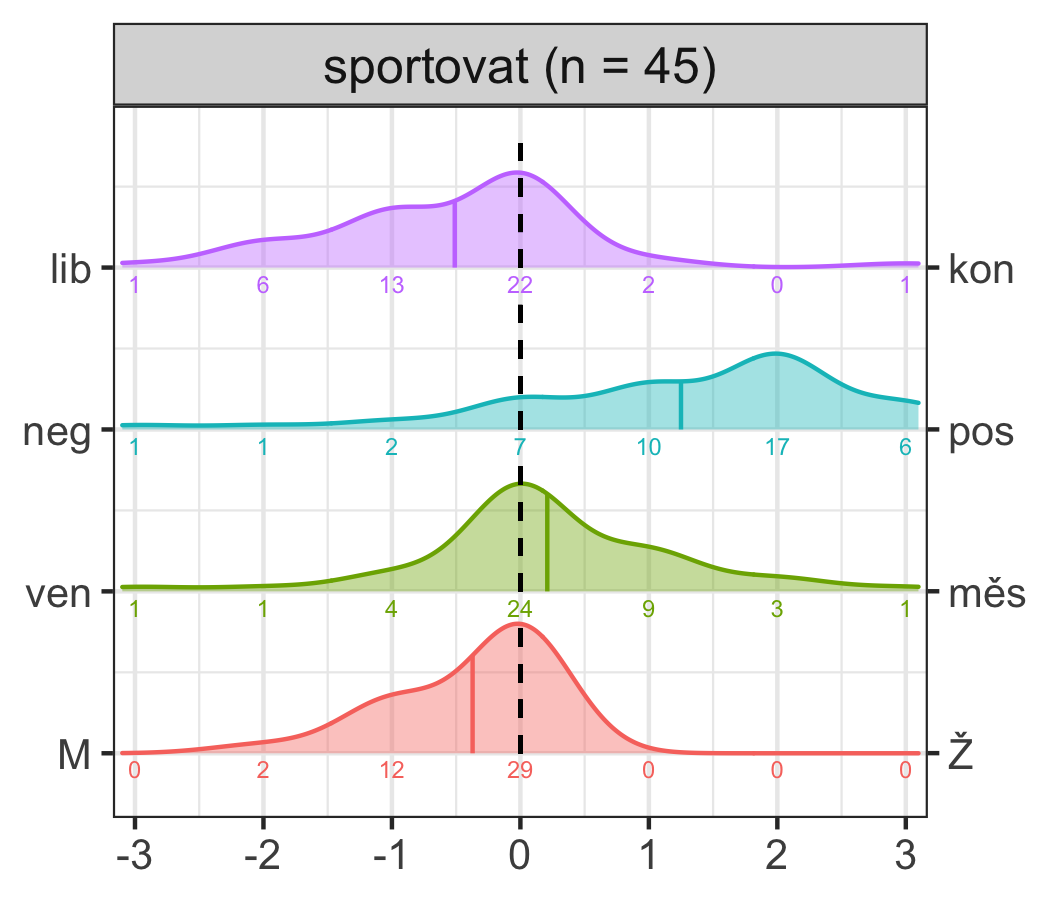 sportovat (n = 45)
lib kon
1 6 13 22 2 0 1
neg pos
1 1 2 7 10 17 6
ven měs
1 1 4 24 9 3 1
M Ž
0 2 12 29 0 0 0
-3 -2 -1 0 1 2 3